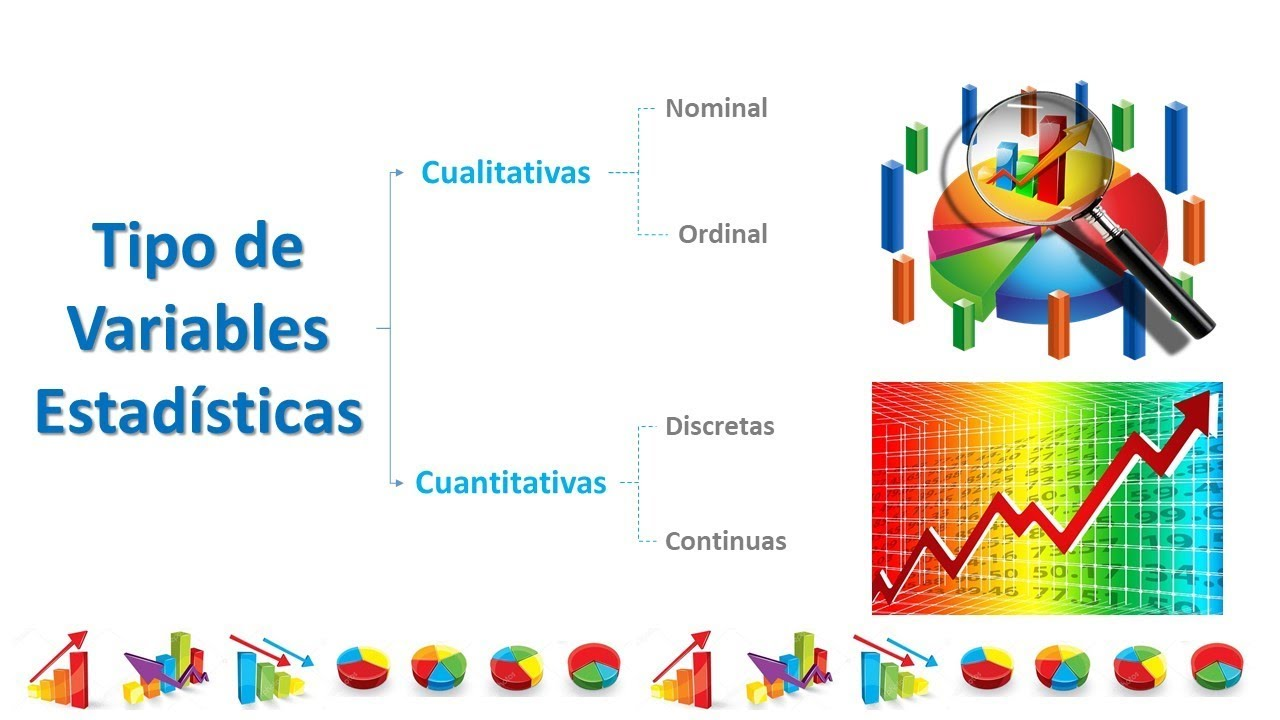 Tipo de
Variables
Estadísticas
Cualitativas
Nominal
Ordinal
Cuantitativas
Discretas
Continuas